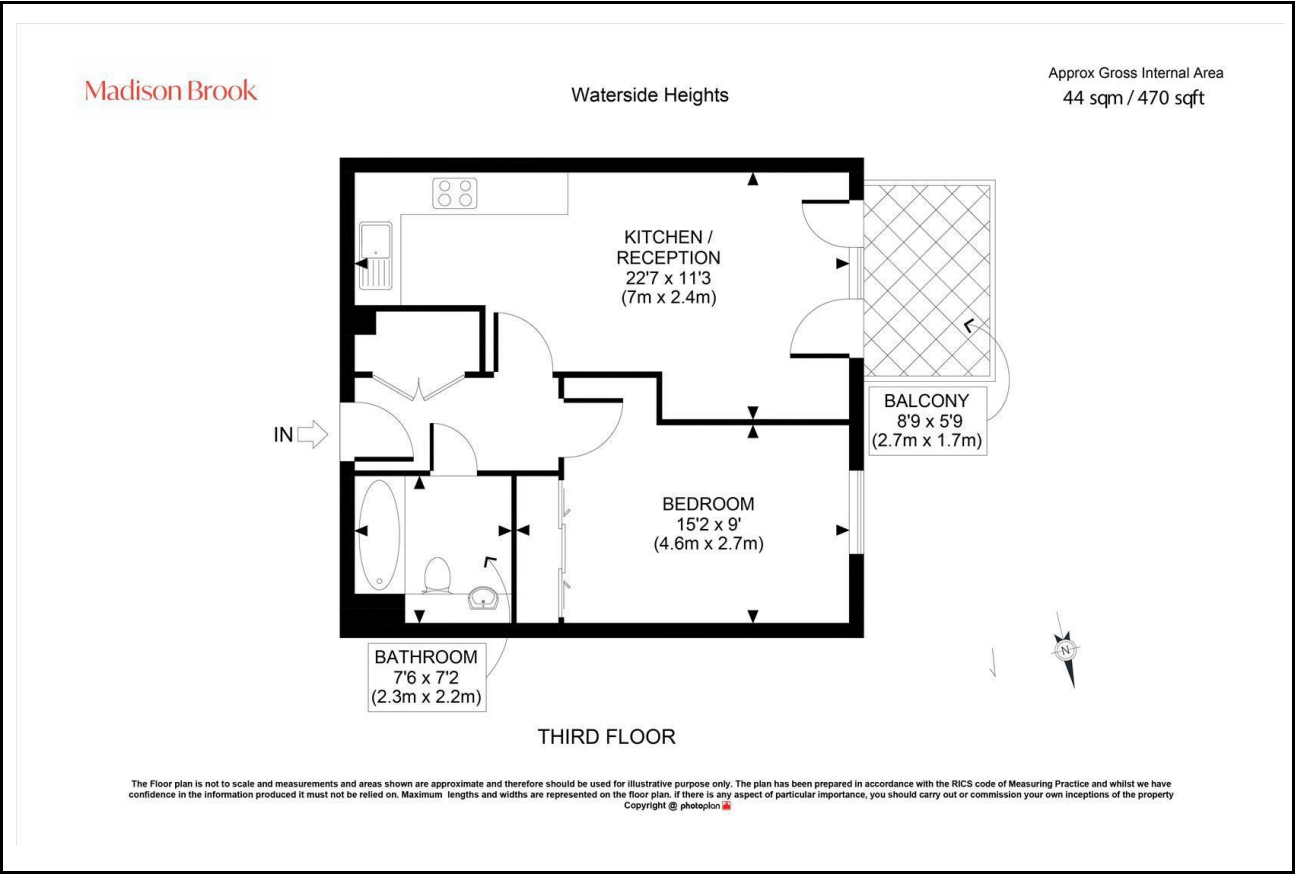 Madison Brook
Waterside Heights
Approx Gross Internal Area
44 sqm / 470 sqft
KITCHEN /
RECEPTION
22'7 x 11'3
(7m x 2.4m)
BALCONY
8'9 x 5'9
(2.7m x 1.7m)
IN
BEDROOM
15'2 x 9'
(4.6m x 2.7m)
BATHROOM
7'6 x 7'2
(2.3m x 2.2m)
N
THIRD FLOOR
The Floor plan is not to scale and measurements and areas shown are approximate and therefore should be used for illustrative purpose only. The plan has been prepared in accordance with the RICS code of Measuring Practice and whilst we have
confidence in the information produced it must not be relied on. Maximum lengths and widths are represented on the floor plan. if there is any aspect of particular importance, you should carry out or commission your own inceptions of the property
Copyright @ photoplan